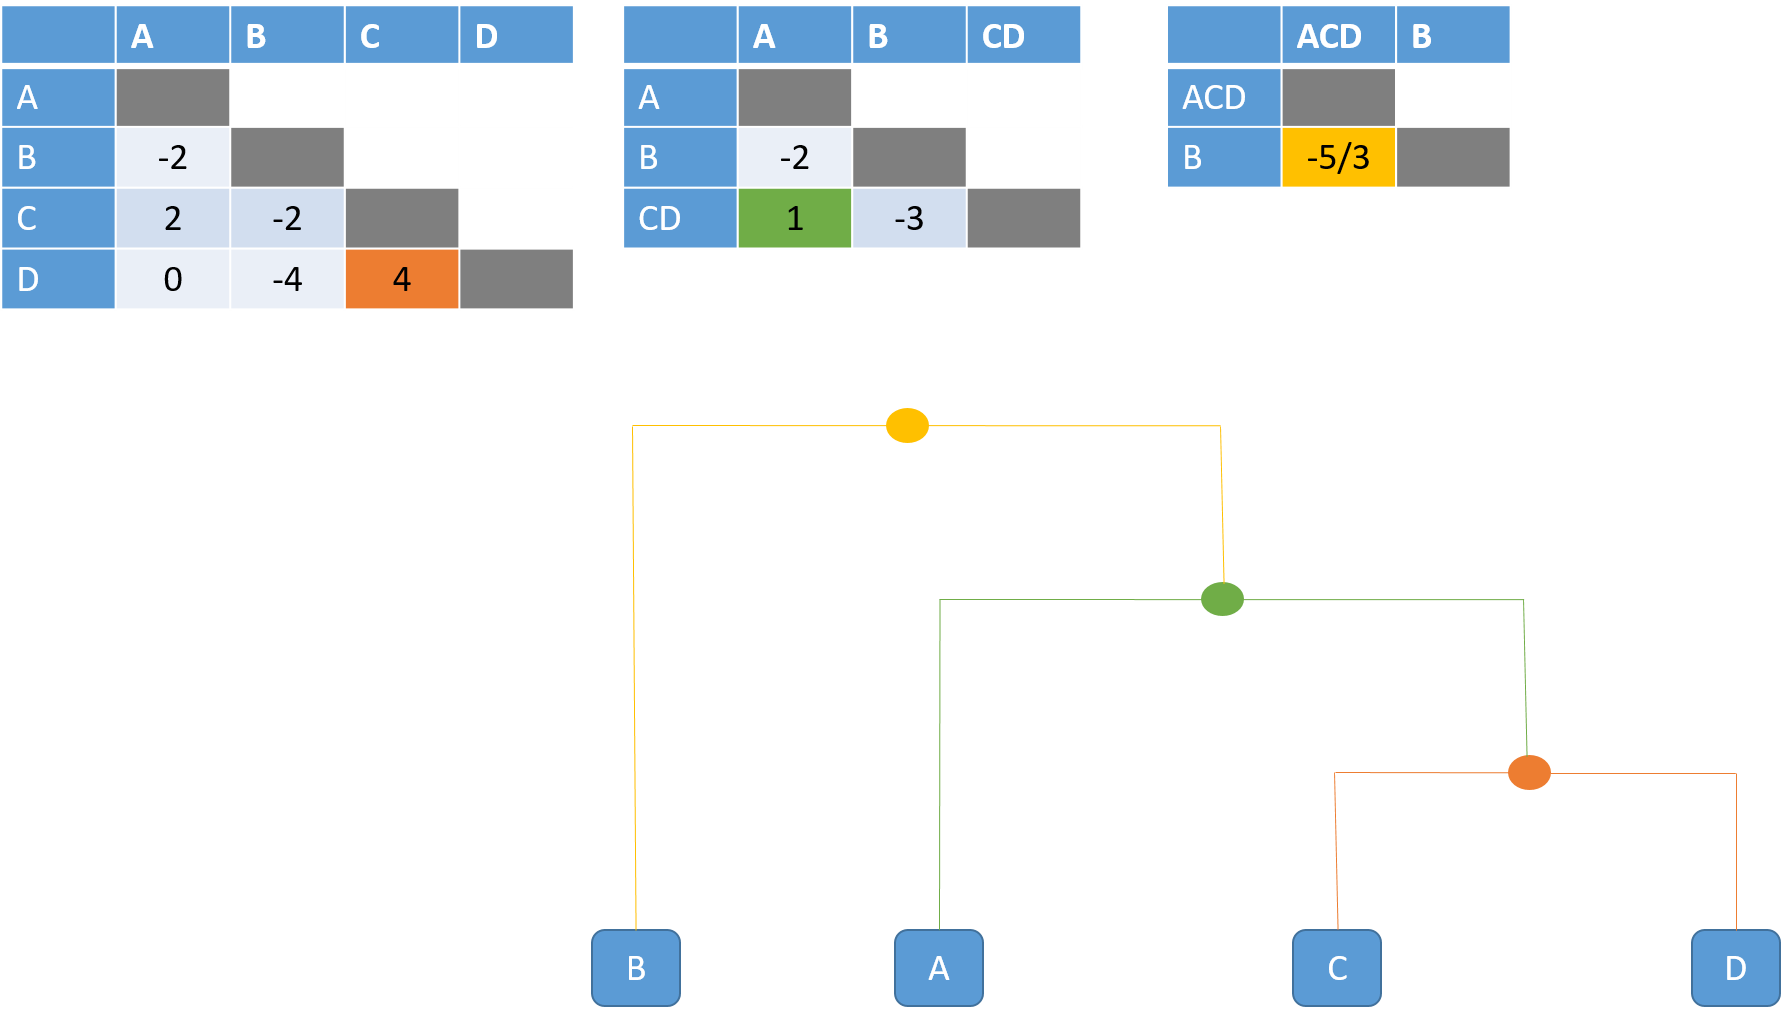 A B C D
A
B -2
C 2 -2
D 0 -4 4
A B CD
A
B -2
CD 1 -3
ACD B
ACD
B -5/3
B A C D